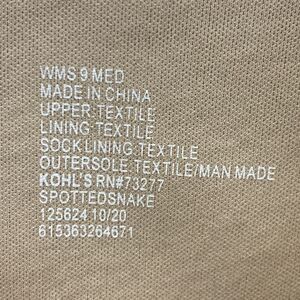 WMS 9 MED
MADE IN CHINA
UPPER:TEXTILE
LINING:TEXTILE
SOCK LINING:TEXTILE
OUTERSOLE:TEXTILE/MAN MADE
KOHL'S RN#73277
SPOTTEDSNAKE
125624 10/20
615363264671